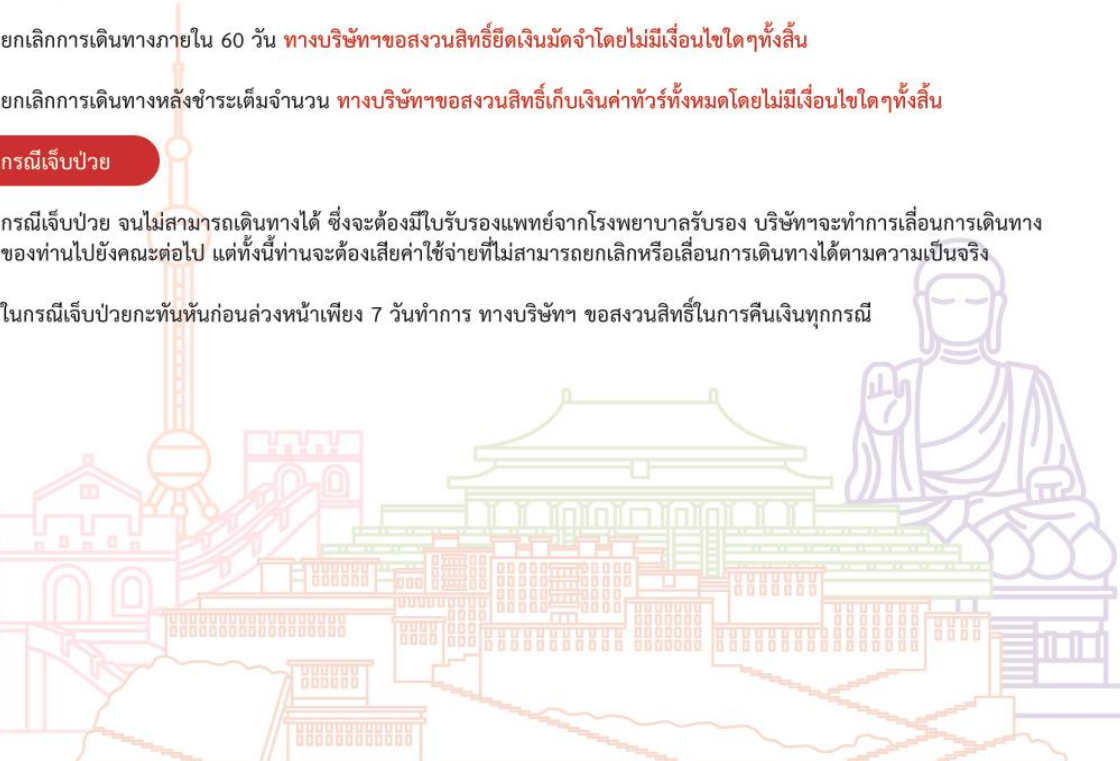 ยกเลิกการเดินทางภายใน 60 วัน ทางบริษัทฯขอสงวนสิทธิ์ยึดเงินมัดจำโดยไม่มีเงื่อนไขใดๆทั้งสิ้น
ยกเลิกการเดินทางหลังชำระเต็มจำนวน ทางบริษัทฯขอสงวนสิทธิ์เก็บเงินค่าทัวร์ทั้งหมดโดยไม่มีเงื่อนไขใดๆทั้งสิ้น
กรณีเจ็บป่วย
กรณีเจ็บป่วย จนไม่สามารถเดินทางได้ ซึ่งจะต้องมีใบรับรองแพทย์จากโรงพยาบาลรับรอง บริษัทฯจะทำการเลื่อนการเดินทาง
ของท่านไปยังคณะต่อไป แต่ทั้งนี้ท่านจะต้องเสียค่าใช้จ่ายที่ไม่สามารถยกเลิกหรือเลื่อนการเดินทางได้ตามความเป็นจริง
ในกรณีเจ็บป่วยกะทันหันก่อนล่วงหน้าเพียง 7 วันทำการ ทางบริษัทฯ ขอสงวนสิทธิ์ในการคืนเงินทุกกรณี